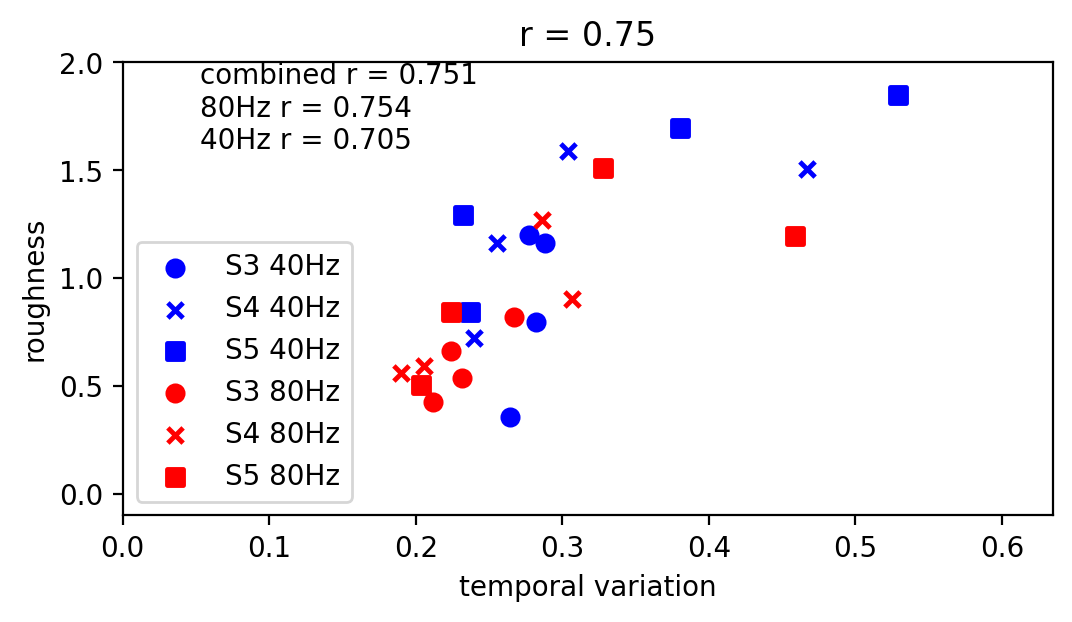 r = 0.75
combined r = 0.751
80Hz r = 0.754
40Hz r = 0.705
2.0
1.5
1.0
0.5
0.0
roughness
S3 40Hz
S4 40Hz
S5 40Hz
S3 80Hz
S4 80Hz
S5 80Hz
0.0 0.1 0.2 0.3 0.4 0.5 0.6
temporal variation